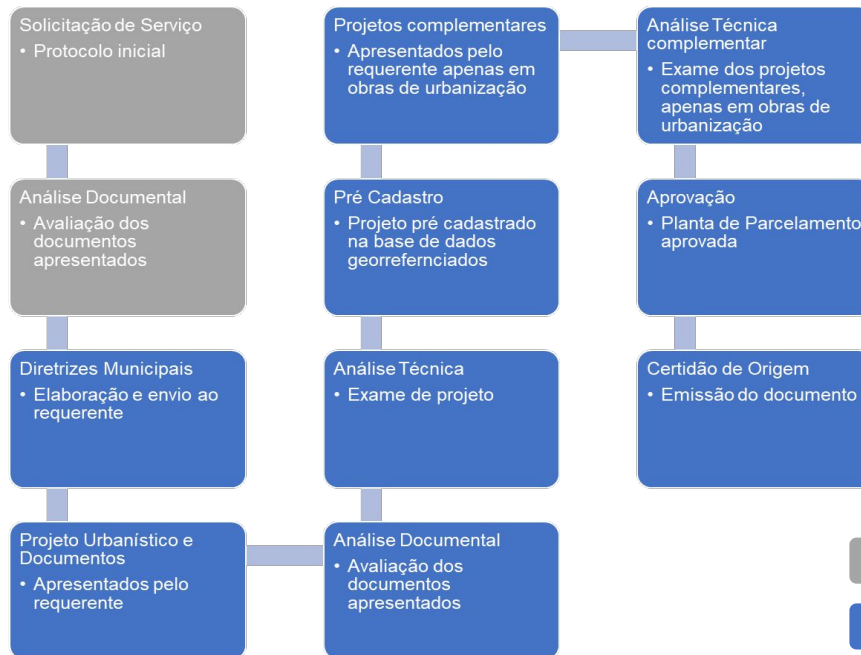 Solicitação de Serviço
• Protocolo inicial
Análise Documental
• Avaliação dos
documentos
apresentados
Diretrizes Municipais
• Elaboração e envio ao
requerente
Projeto Urbanístico e
Documentos
• Apresentados pelo
requerente
Análise Documental
• Avaliação dos
documentos
apresentados
Análise Técnica
• Exame de projeto
Pré Cadastro
• Projeto pré cadastrado
na base de dados
georrefernciados
Projetos complementares
• Apresentados pelo
requerente apenas em
obras de urbanização
Análise Técnica
complementar
• Exame dos projetos
complementares,
apenas em obras de
urbanização
Aprovação
• Planta de Parcelamento
aprovada
Certidão de Origem
• Emissão do documento